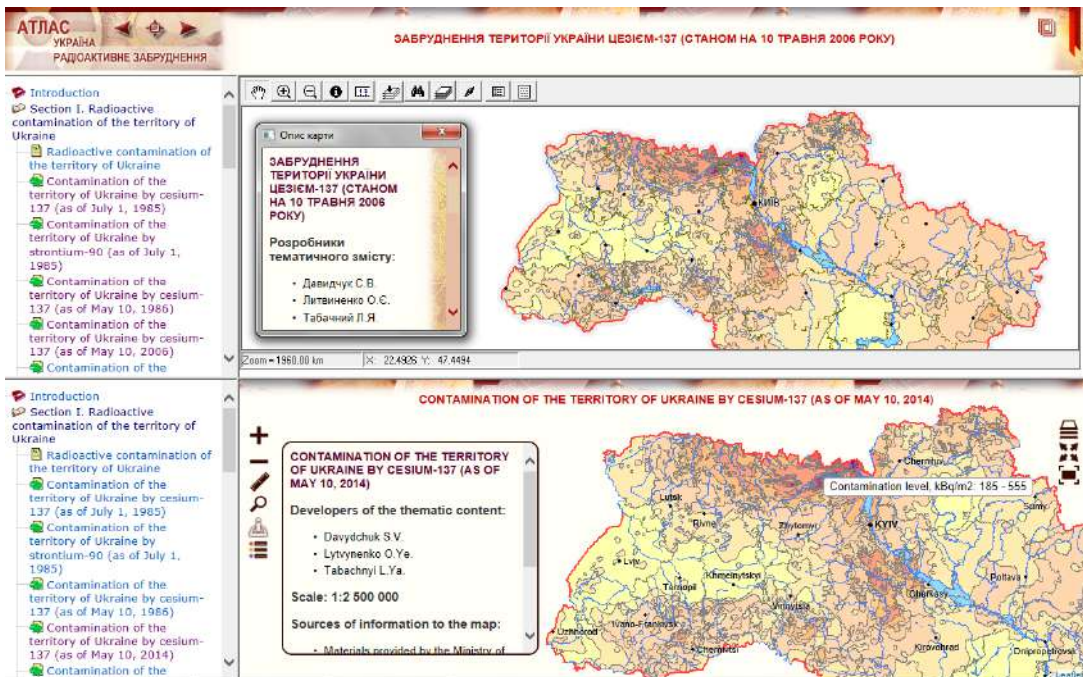 АТЛАС
УКРАЇНА
РАДІОАКТИВНЕ ЗАБРУДНЕННЯ
ЗАБРУДНЕННЯ ТЕРИТОРІЇ УКРАЇНИ ЦЕЗІЄМ-137 (СТАНОМ НА 10 ТРАВНЯ 2006 РОКУ)
Introduction
Section I. Radioactive
contamination of the territory of
Ukraine
Radioactive contamination of
the territory of Ukraine
Contamination of the
territory of Ukraine by cesium-
137 (as of July 1, 1985)
Contamination of the
territory of Ukraine by
strontium-90 (as of July 1,
1985)
Contamination of the
territory of Ukraine by cesium-
137 (as of May 10, 1986)
Contamination of the
territory of Ukraine by cesium-
137 (as of May 10, 2006)
Contamination of the
Опис карти
ЗАБРУДНЕННЯ
ТЕРИТОРІЇ УКРАЇНИ
ЦЕЗІЄМ-137 (СТАНОМ
НА 10 ТРАВНЯ 2006
РОКУ)
Розробники
тематичного змісту:
• Давидчук С.В.
• Литвиненко О.Є.
• Табачний Л.Я.
КИЇВ
Zoom = 1960.00 km
X: 22.4926 Y: 47.4494
Introduction
Section I. Radioactive
contamination of the territory of
Ukraine
Radioactive contamination of
the territory of Ukraine
Contamination of the
territory of Ukraine by cesium-
137 (as of July 1, 1985)
Contamination of the
territory of Ukraine by
strontium-90 (as of July 1,
1985)
Contamination of the
territory of Ukraine by cesium-
137 (as of May 10, 1986)
Contamination of the
territory of Ukraine by cesium-
137 (as of May 10, 2014)
Contamination of the
CONTAMINATION OF THE TERRITORY OF UKRAINE BY CESIUM-137 (AS OF MAY 10, 2014)
CONTAMINATION OF THE TERRITORY
OF UKRAINE BY CESIUM-137 (AS OF
MAY 10, 2014)
Developers of the thematic content:
• Davydchuk S.V.
• Lytvynenko O.Ye.
• Tabachnyi L.Ya.
Scale: 1:2 500 000
Sources of information to the map:
• Materials provided by the Ministry of
Chernihiv
Contamination level, kBq/m2: 185 - 555
Lutsk
Sumy
Rivne
Zhytomyr
KYIV
Lviv
Poltava
Ternopil
Khmelnytskyi
Cherkasy
Vinnytsia
Uzhhorod
Ivano-Frankivsk
Chernivtsi
Kirovohrad
Dnipropetrovsk
Leaflet